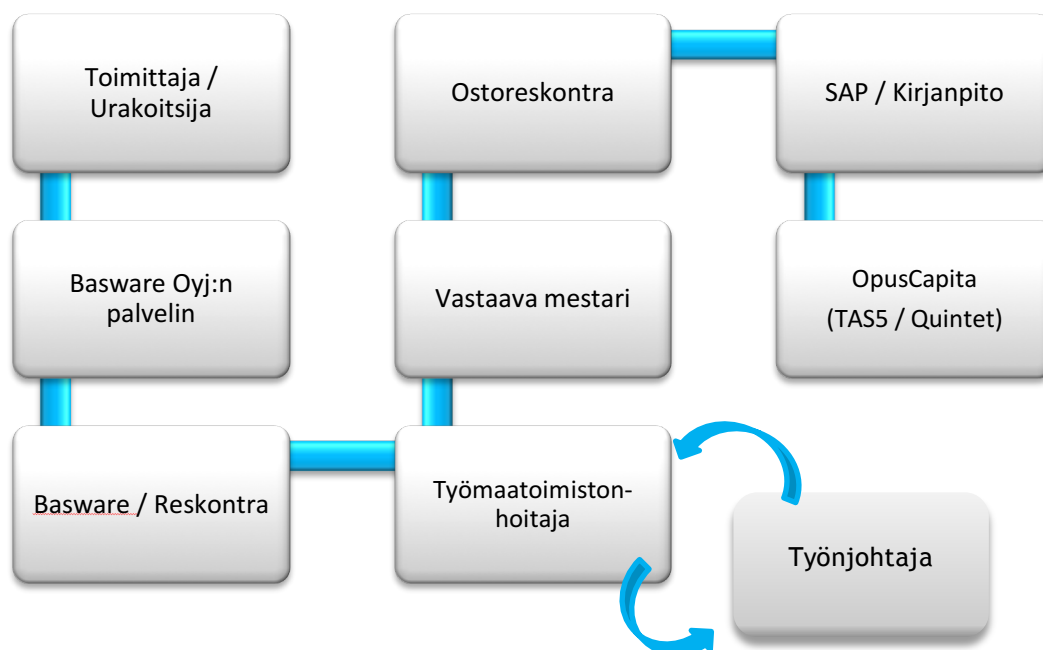 Toimittaja /
Urakoitsija
Basware Oyj:n
palvelin
Basware / Reskontra
Työmaatoimiston-
hoitaja
Työnjohtaja
Vastaava mestari
Ostoreskontra
SAP / Kirjanpito
OpusCapita
(TAS5 / Quintet)